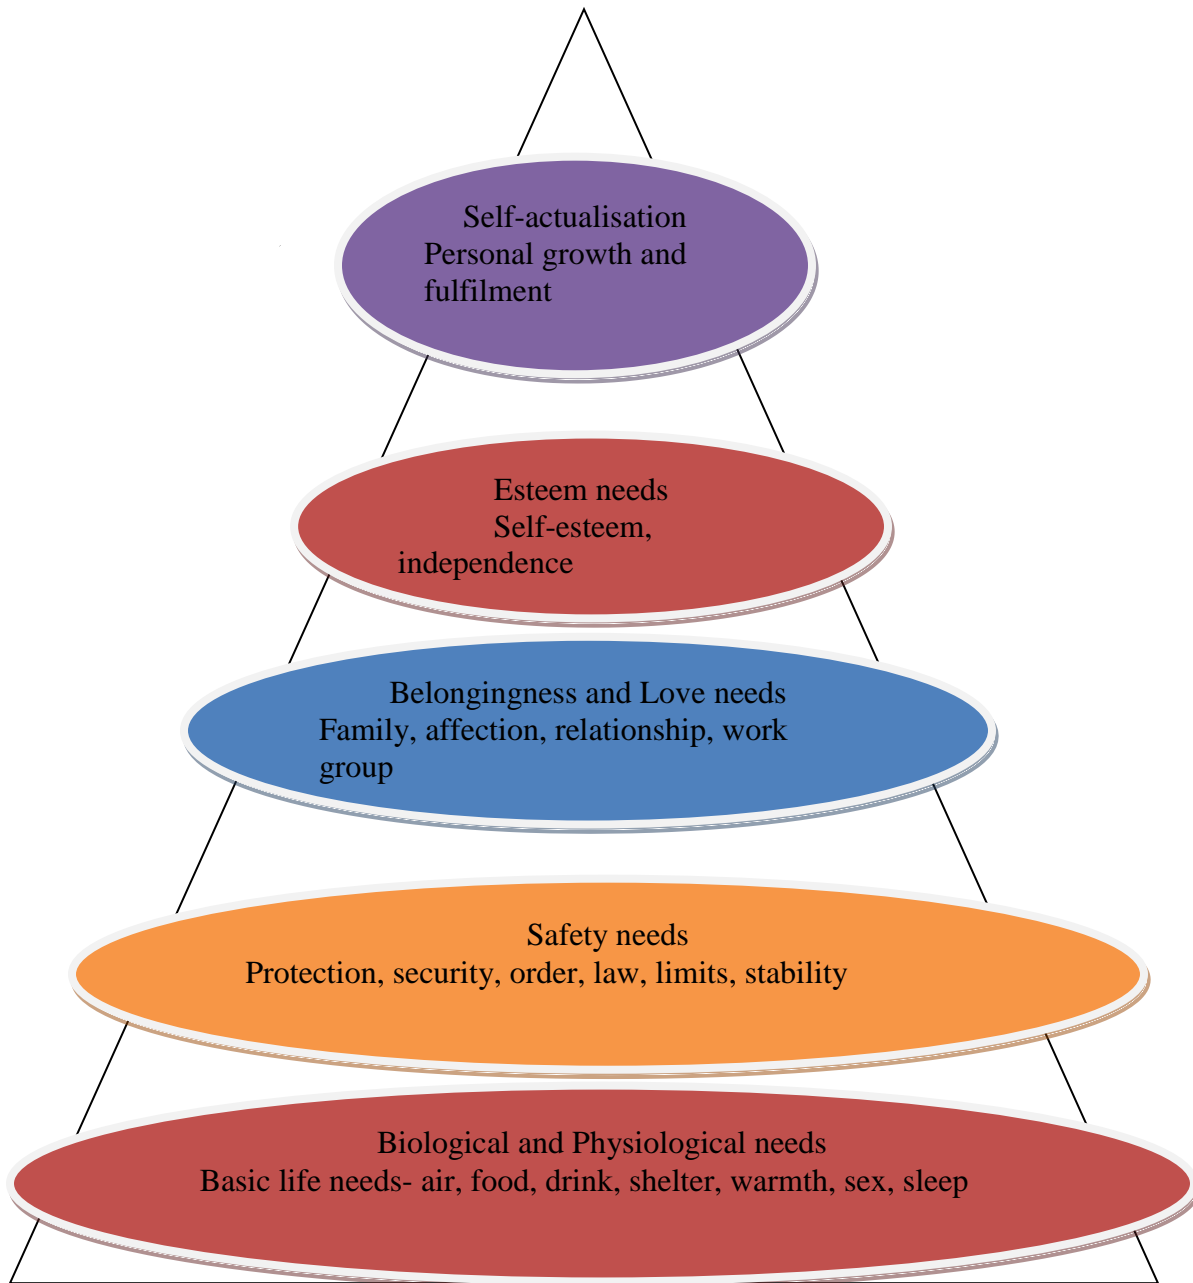 Self-actualisation
Personal growth and
fulfilment
Esteem needs
Self-esteem,
independence
Belongingness and Love needs
Family, affection, relationship, work
group
Safety needs
Protection, security, order, law, limits, stability
Biological and Physiological needs
Basic life needs- air, food, drink, shelter, warmth, sex, sleep